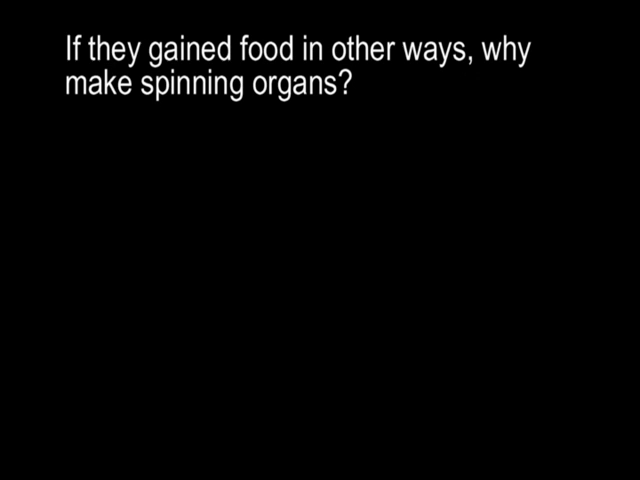 If they gained food in other ways, why
make spinning organs?